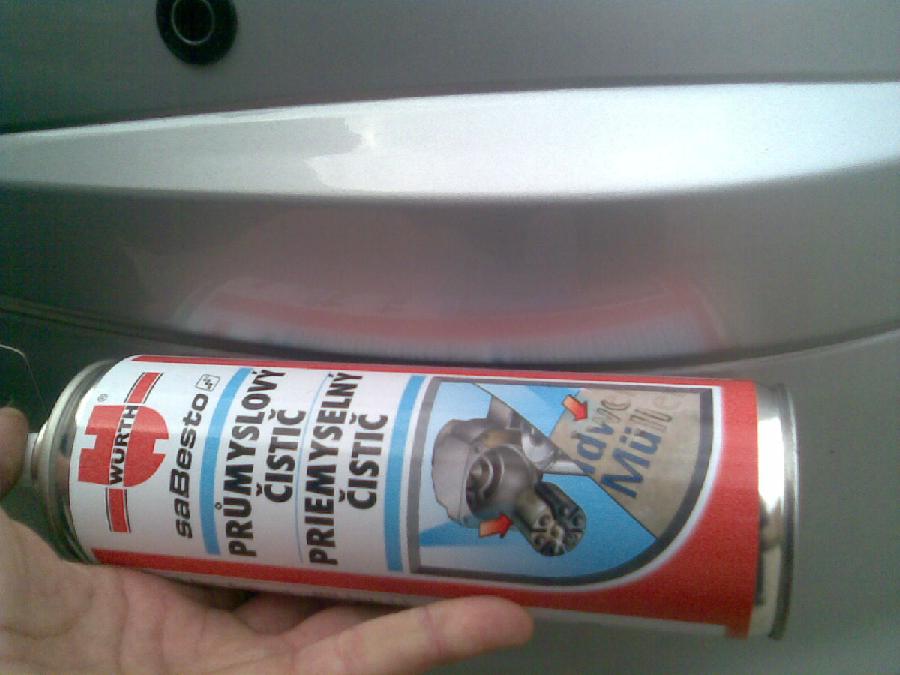 WÜRTH
saBesto
PRŮMYSLOVÝ
ČISTIČ
PRIEMYSELNÝ
ČISTIČ